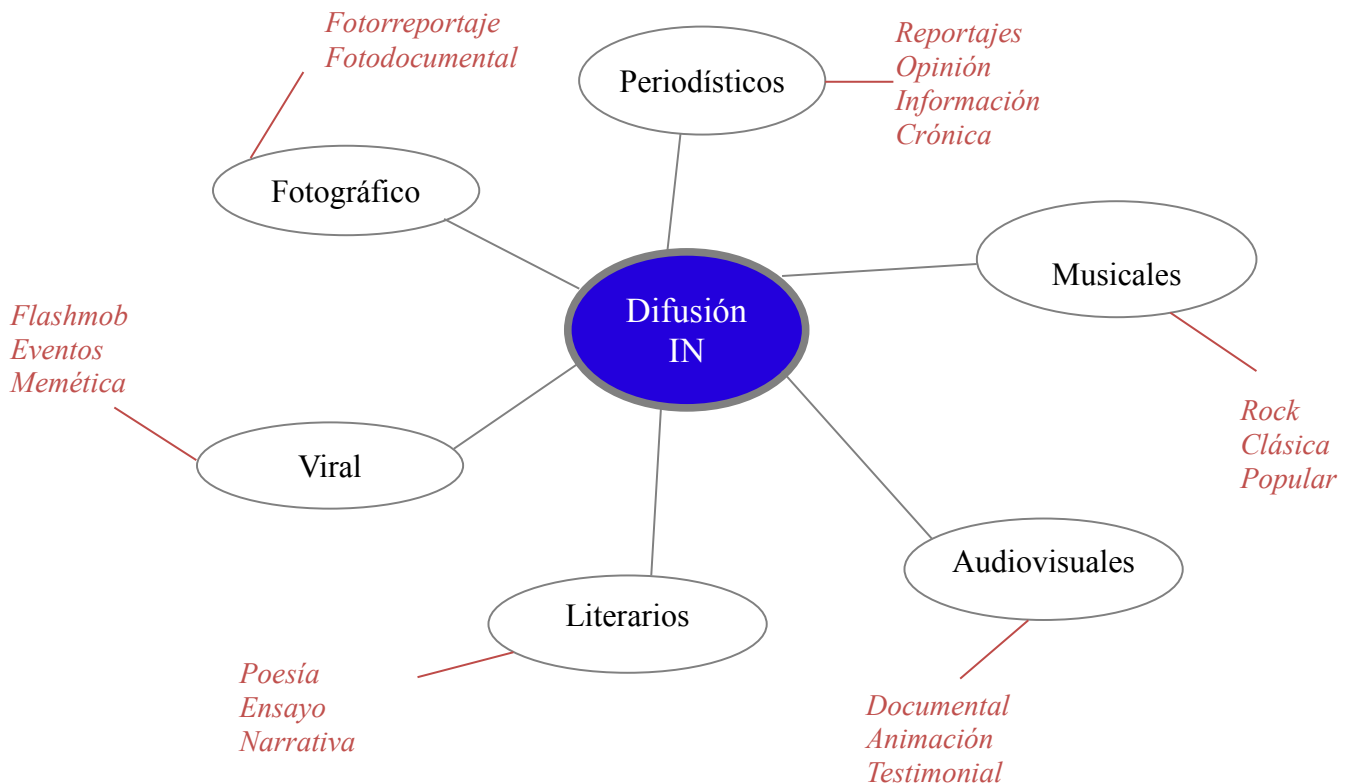 Fotorreportaje
Fotodocumental
Periodísticos
Reportajes
Opinión
Información
Crónica
Fotográfico
Musicales
Difusión
IN
Flashmob
Eventos
Memética
Rock
Clásica
Popular
Viral
Audiovisuales
Literarios
Poesía
Ensayo
Narrativa
Documental
Animación
Testimonial